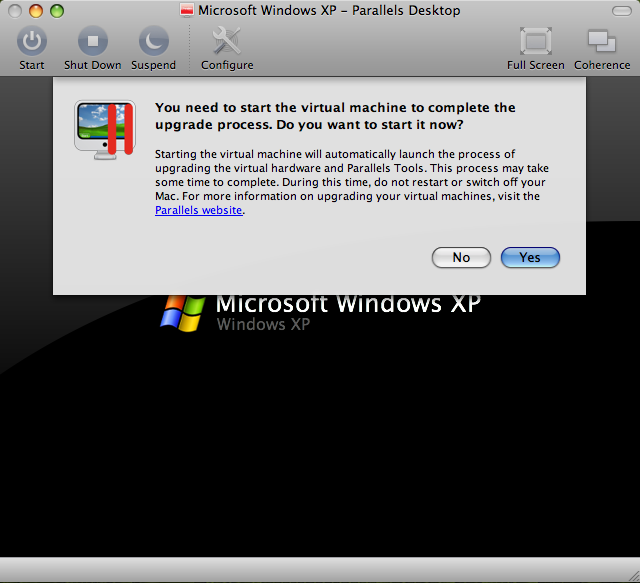 Microsoft Windows XP – Parallels Desktop
Start Shut Down Suspend Configure Full Screen Coherence
You need to start the virtual machine to complete the
upgrade process. Do you want to start it now?
Starting the virtual machine will automatically launch the process of
upgrading the virtual hardware and Parallels Tools. This process may take
some time to complete. During this time, do not restart or switch off your
Mac. For more information on upgrading your virtual machines, visit the
Parallels website.
No Yes
Microsoft Windows XP
Windows XP